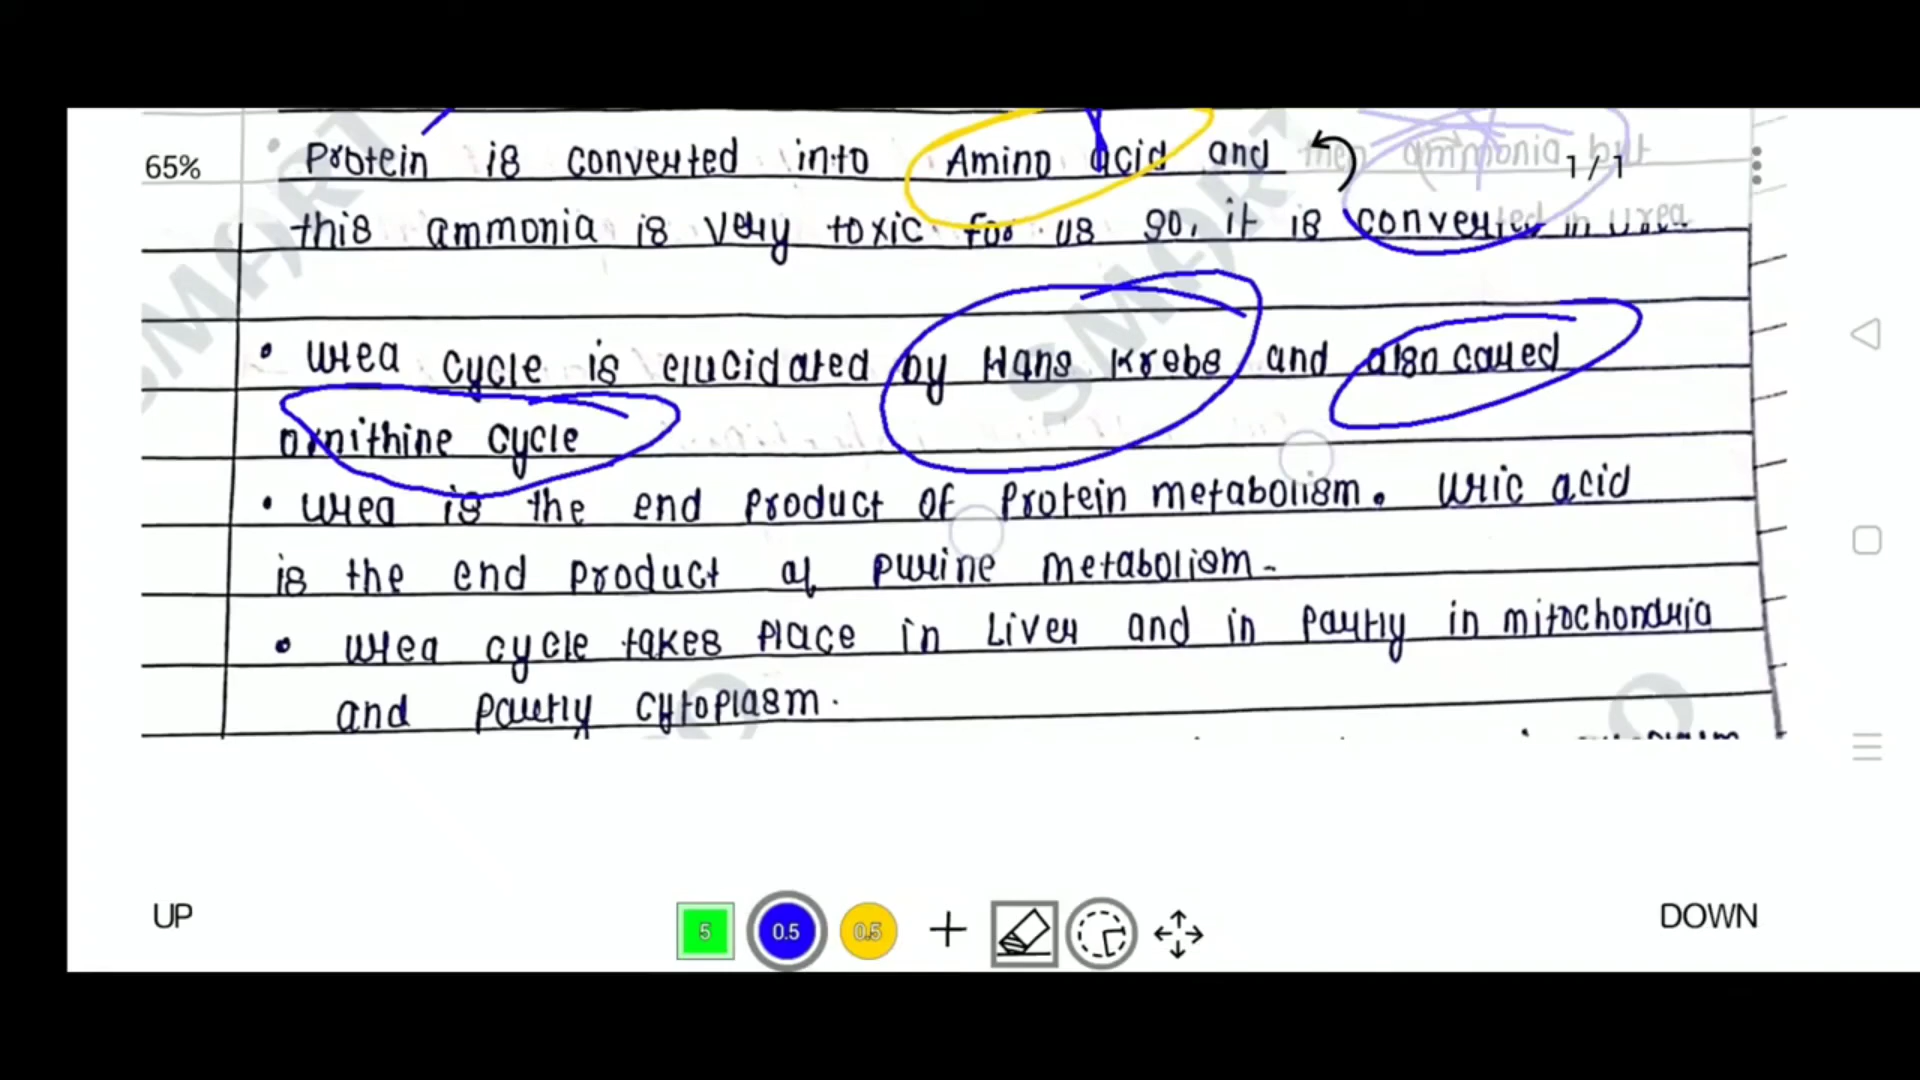 65%
Protein is converted into Amino acid and then ammonia but
1/1
this ammonia is very toxic for us so, it is converted in urea
• urea cycle is elucidated by Hans Krebs and also called
ornithine cycle
• urea is the end product of protein metabolism. uric acid
is the end product of purine metabolism.
• urea cycle takes place in Liver and in partly in mitochondria
and partly cytoplasm.
UP
5
0.5
0.5
DOWN